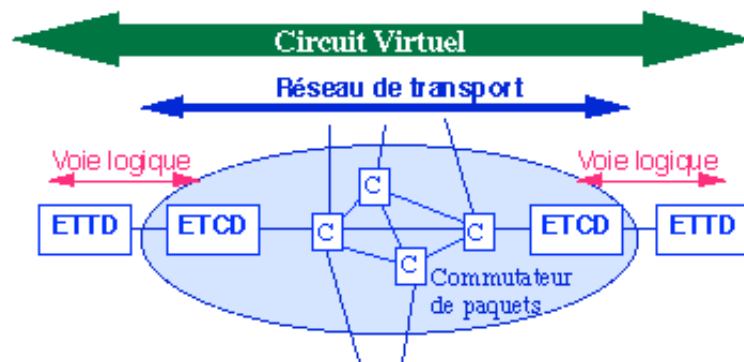 Circuit Virtuel
Réseau de transport
Voie logique
Voie logique
ETTD
ETCD
C
C
C
C
ETCD
ETTD
Commutateur
de paquets